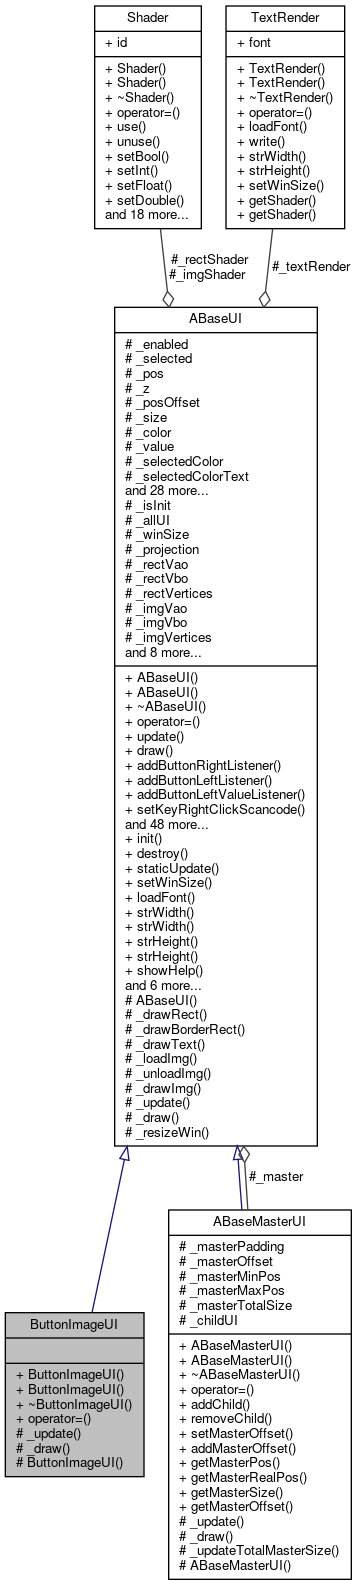 Shader
+ id
+ Shader()
+ Shader()
+ ~Shader()
+ operator=()
+ use()
+ unuse()
+ setBool()
+ setInt()
+ setFloat()
+ setDouble()
and 18 more...
TextRender
+ font
+ TextRender()
+ TextRender()
+ ~TextRender()
+ operator=()
+ loadFont()
+ write()
+ strWidth()
+ strHeight()
+ setWinSize()
+ getShader()
+ getShader()
#_rectShader
#_imgShader
#_textRender
ABaseUI
# _enabled
# _selected
# _pos
# _z
# _posOffset
# _size
# _color
# _value
# _selectedColor
# _selectedColorText
and 28 more...
# _isInit
# _allUI
# _winSize
# _projection
# _rectVao
# _rectVbo
# _rectVertices
# _imgVao
# _imgVbo
# _imgVertices
and 8 more...
+ ABaseUI()
+ ABaseUI()
+ ~ABaseUI()
+ operator=()
+ update()
+ draw()
+ addButtonRightListener()
+ addButtonLeftListener()
+ addButtonLeftValueListener()
+ setKeyRightClickScancode()
and 48 more...
+ init()
+ destroy()
+ staticUpdate()
+ setWinSize()
+ loadFont()
+ strWidth()
+ strWidth()
+ strHeight()
+ strHeight()
+ showHelp()
and 6 more...
# ABaseUI()
# _drawRect()
# _drawBorderRect()
# _drawText()
# _loadImg()
# _unloadImg()
# _drawImg()
# _update()
# _draw()
# _resizeWin()
#_master
ABaseMasterUI
# _masterPadding
# _masterOffset
# _masterMinPos
# _masterMaxPos
# _masterTotalSize
# _childUI
+ ABaseMasterUI()
+ ABaseMasterUI()
+ ~ABaseMasterUI()
+ operator=()
+ addChild()
+ removeChild()
+ setMasterOffset()
+ addMasterOffset()
+ getMasterPos()
+ getMasterRealPos()
+ getMasterSize()
+ getMasterOffset()
# _update()
# _draw()
# _updateTotalMasterSize()
# ABaseMasterUI()
ButtonImageUI
+ ButtonImageUI()
+ ButtonImageUI()
+ ~ButtonImageUI()
+ operator=()
# _update()
# _draw()
# ButtonImageUI()